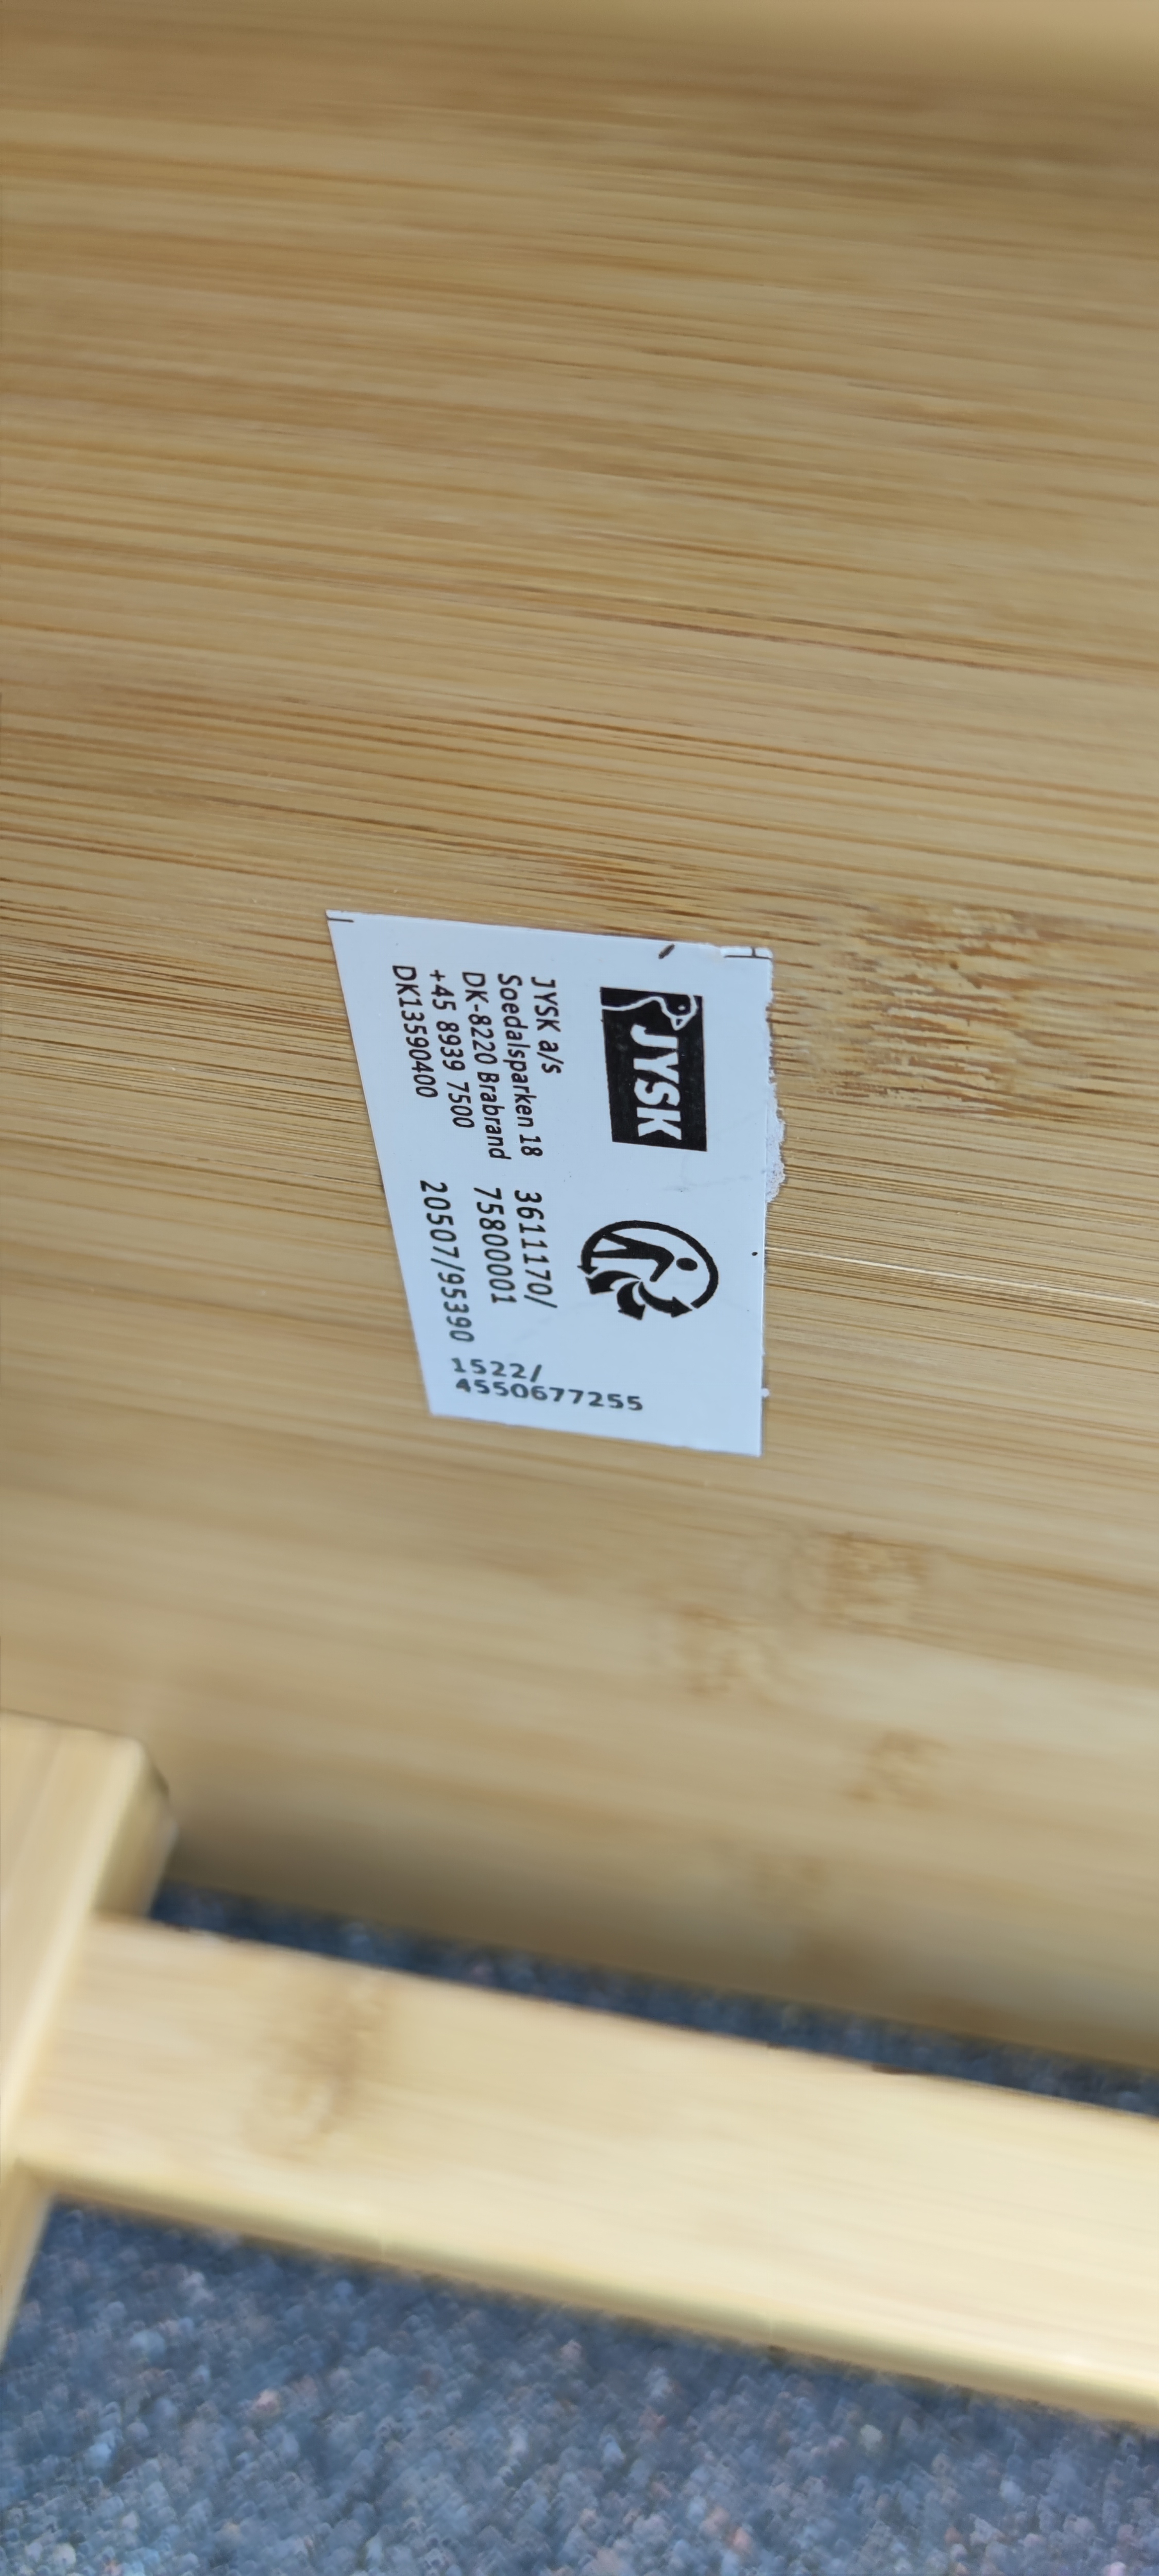 JYSK
JYSK a/s
Soedalsparken 18
DK-8220 Brabrand
+45 8939 7500
DK13590400
3611170/
75800001
20507/95390
1522/
4550677255